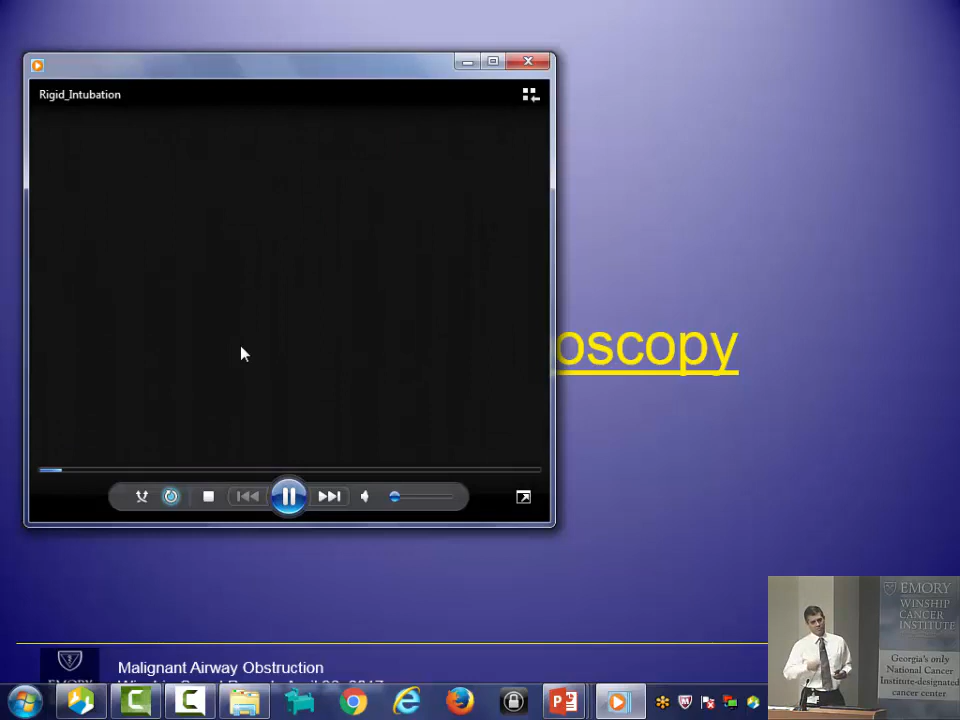 Rigid_Intubation
oscopy
Malignant Airway Obstruction
EMORY
WINSHIP
CANCER
INSTITUTE
Georgia's only
National Cancer
Institute-designated
cancer center